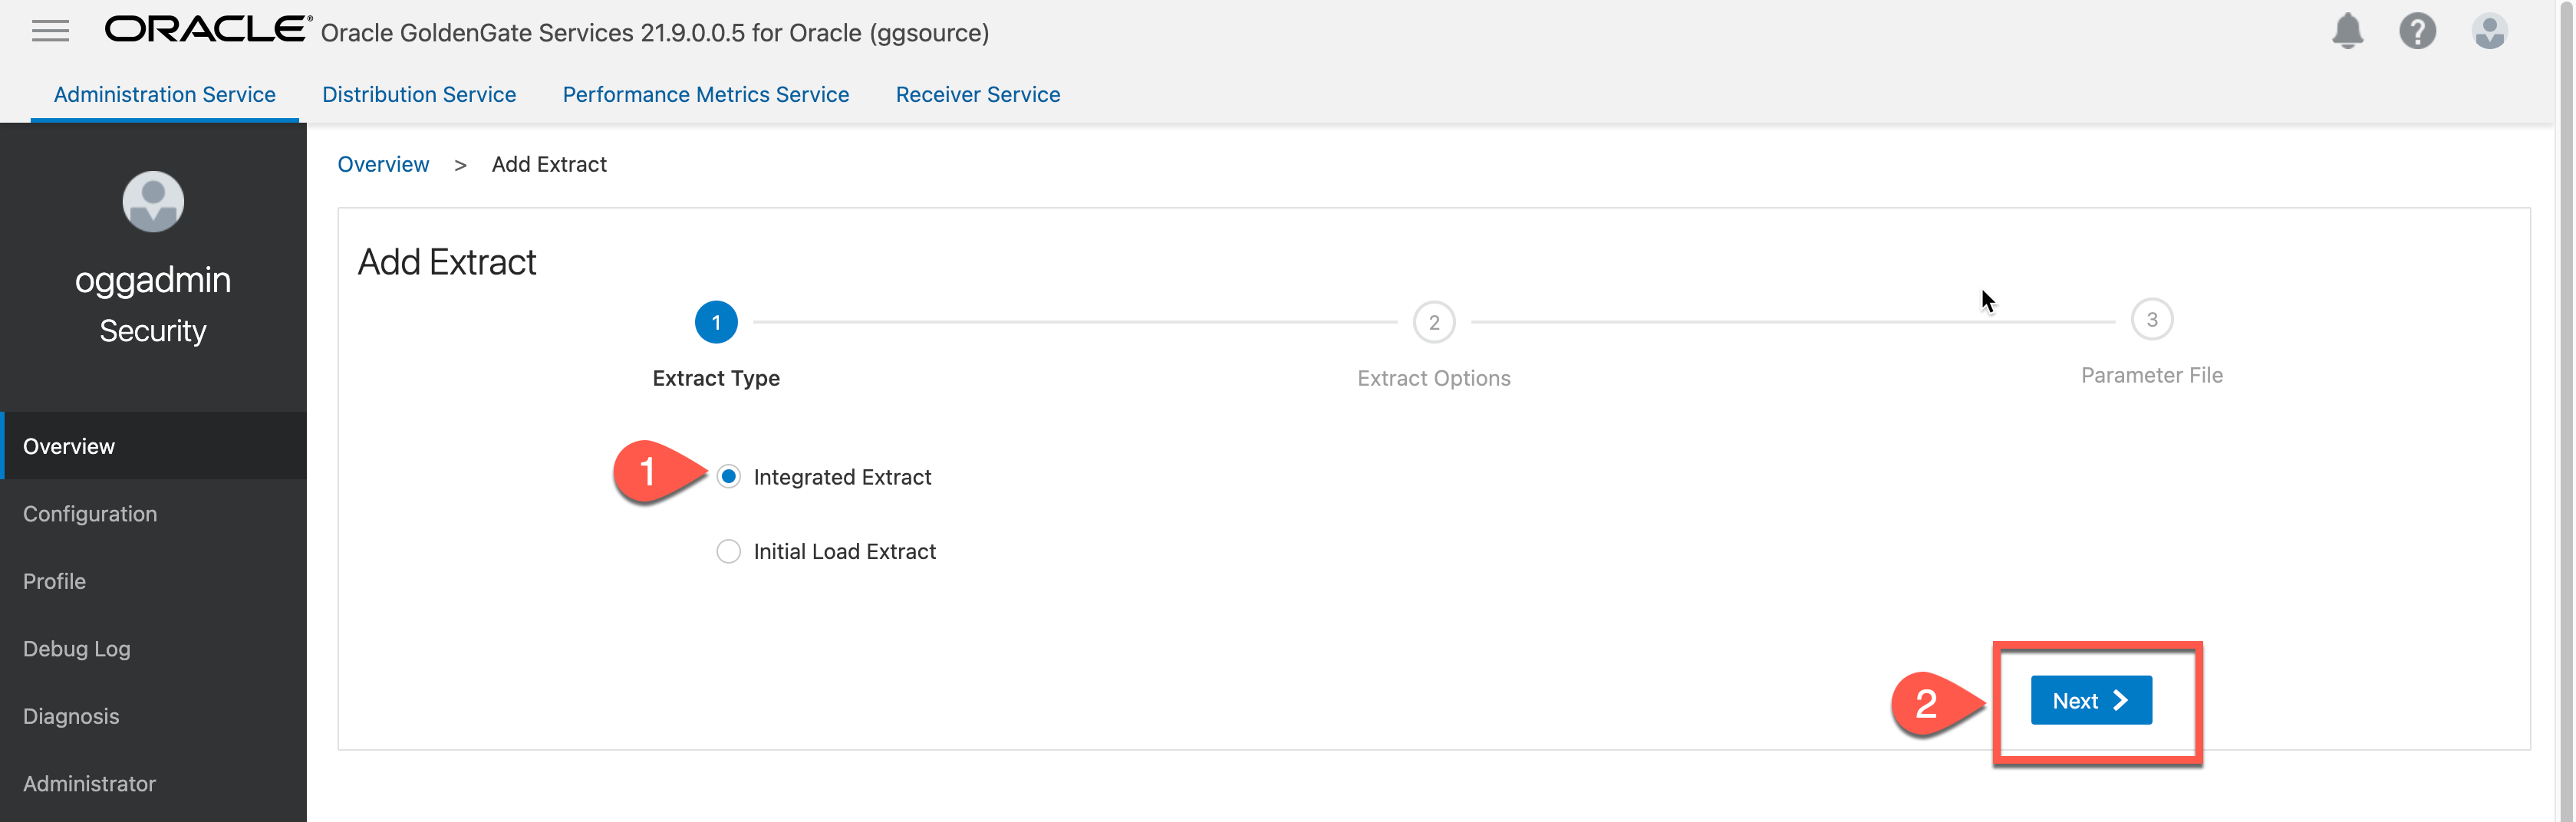 ORACLE® Oracle GoldenGate Services 21.9.0.0.5 for Oracle (ggsource)
Administration Service Distribution Service Performance Metrics Service Receiver Service
oggadmin
Security
Overview
Configuration
Profile
Debug Log
Diagnosis
Administrator
Overview > Add Extract
Add Extract
1 2 3
Extract Type Extract Options Parameter File
1 Integrated Extract
Initial Load Extract
2 Next